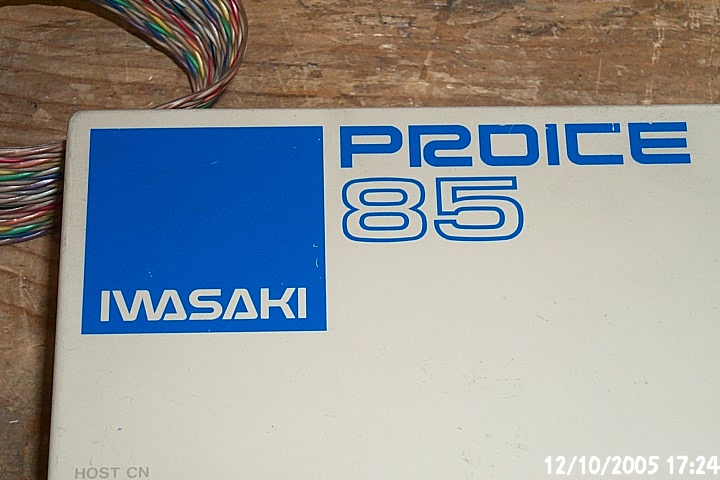 PROICE
85
IWASAKI
HOST CN
12/10/2005 17:24